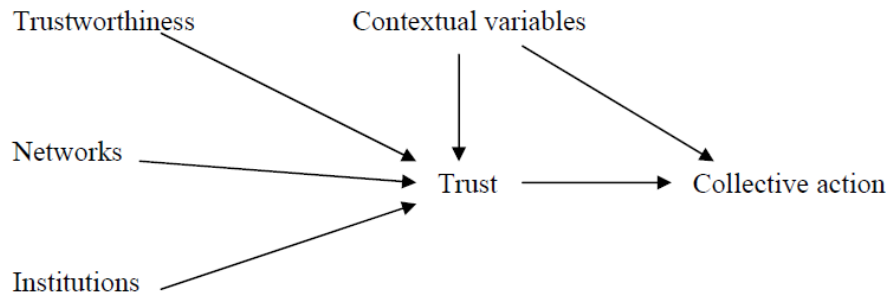 Trustworthiness
Contextual variables
Networks
Trust
Collective action
Institutions